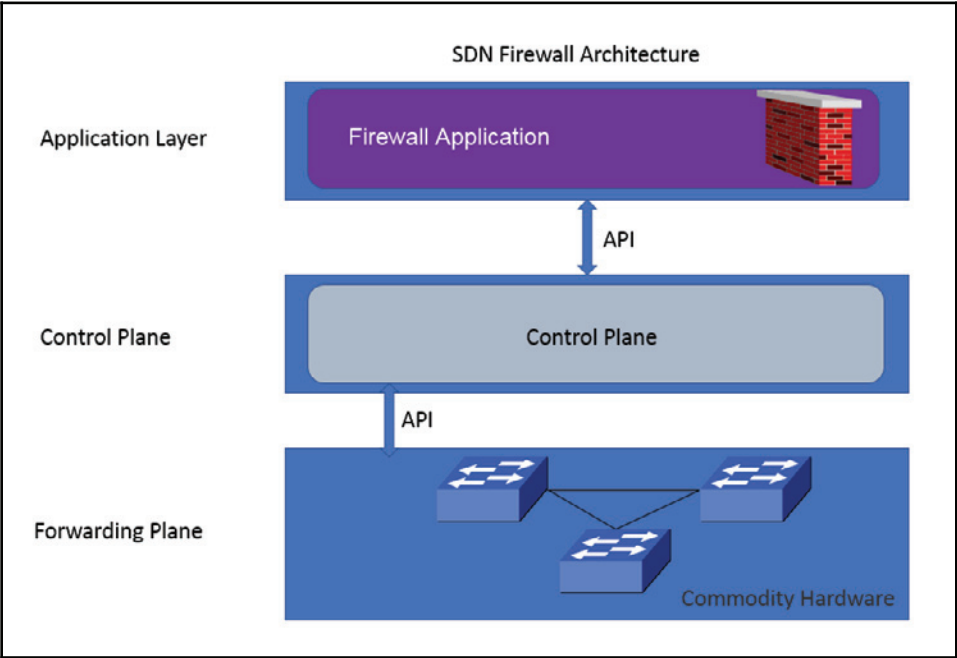 SDN Firewall Architecture
Application Layer
Firewall Application
API
Control Plane
Control Plane
API
Forwarding Plane
Commodity Hardware